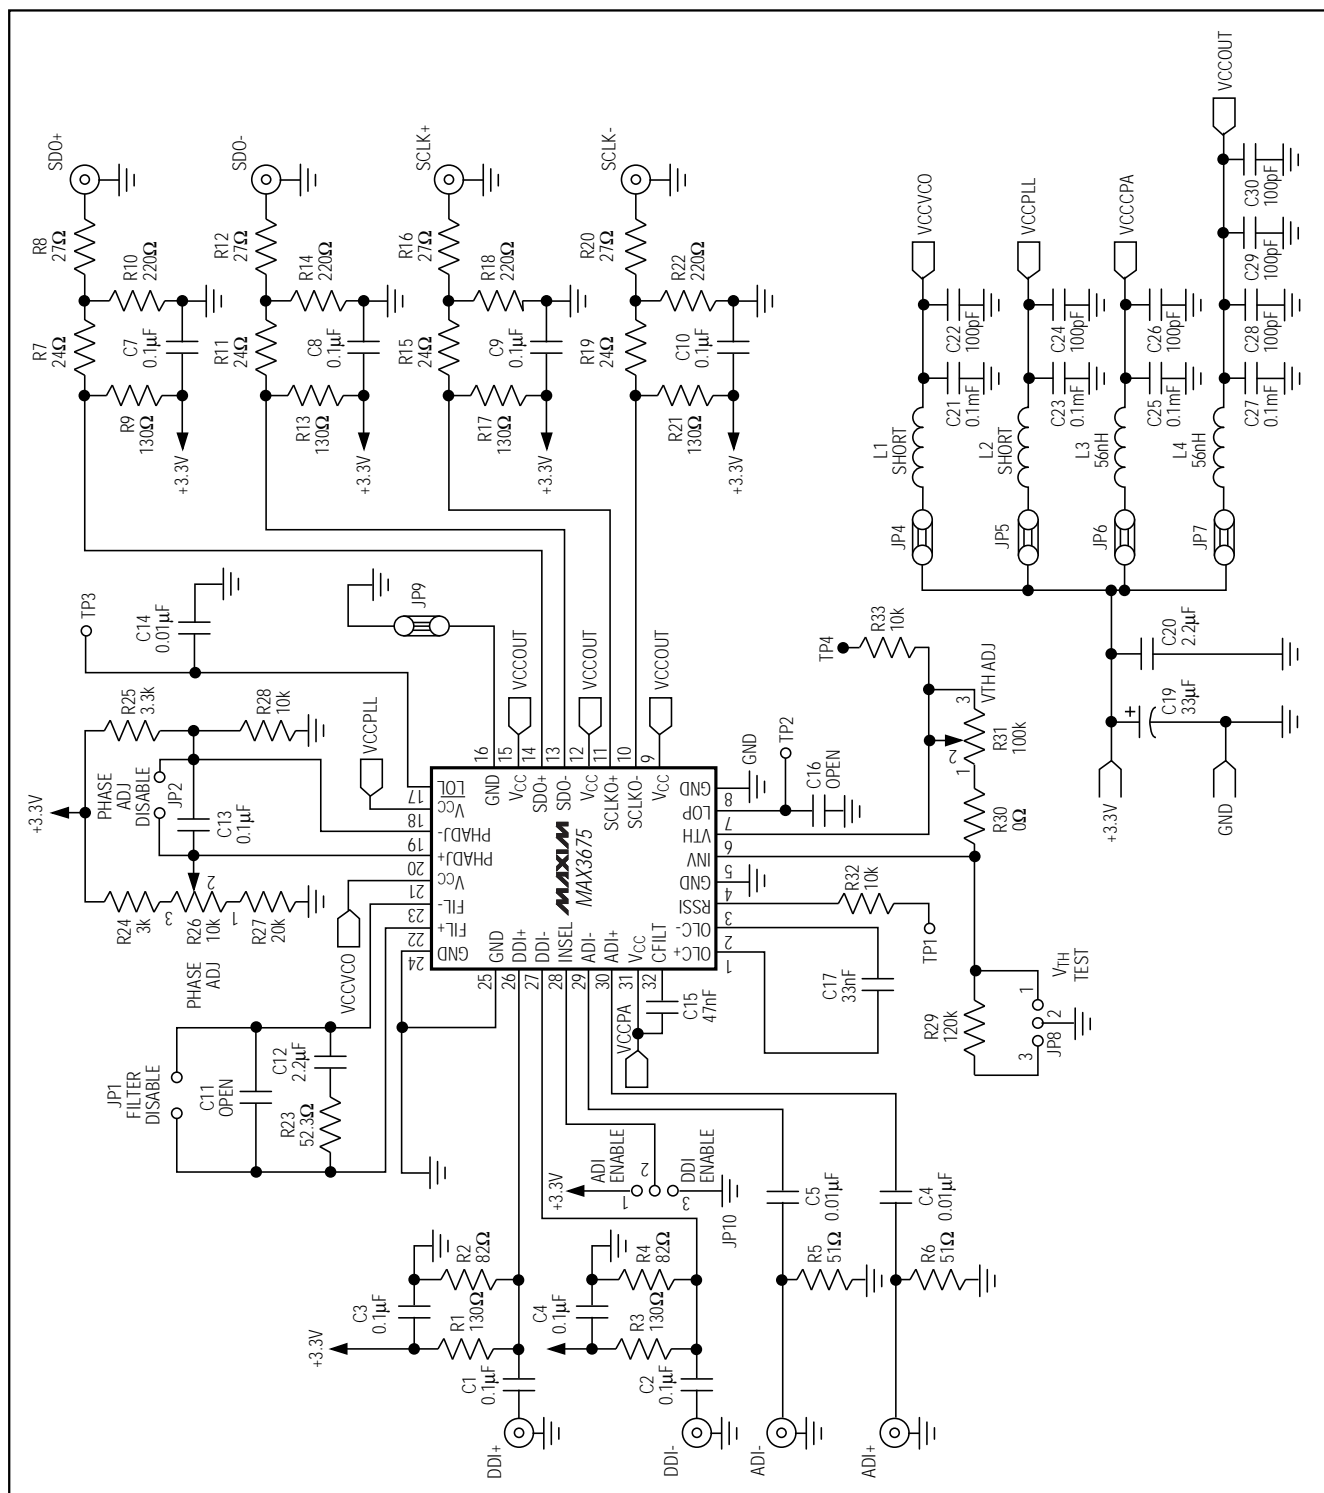 SDO+
R8
27Ω
R10
220Ω
R7
24Ω
C7
0.1µF
R9
130Ω
+3.3V
SDO-
R12
27Ω
R14
220Ω
R11
24Ω
C8
0.1µF
R13
130Ω
+3.3V
SCLK+
R16
27Ω
R18
220Ω
R15
24Ω
C9
0.1µF
R17
130Ω
+3.3V
SCLK-
R20
27Ω
R22
220Ω
R19
24Ω
C10
0.1µF
R21
130Ω
+3.3V
VCCVCO
C22
100pF
C21
0.1mF
L1
SHORT
JP4
VCCPLL
C24
100pF
C23
0.1mF
L2
SHORT
JP5
VCCCPA
C26
100pF
C25
0.1mF
L3
56nH
JP6
VCCOUT
C30
100pF
C29
100pF
C28
100pF
C27
0.1mF
L4
56nH
JP7
C20
2.2µF
C19
33µF
+
+3.3V
GND
TP3
C14
0.01µF
JP9
VCCOUT
VCCOUT
VCCOUT
+3.3V
R25
3.3k
R28
10k
PHASE
ADJ
DISABLE
JP2
C13
0.1µF
VCCPLL
R24
3k
3
R26
10k
2
1
R27
20k
PHASE
ADJ
VCCVCO
MAXIM
MAX3675
17
LOL
18
VCC
19
PHADJ-
20
PHADJ+
21
VCC
23
FIL-
22
FIL+
24
GND
16
GND
15
VCC
14
SDO+
13
SDO-
12
VCC
11
SCLKO+
10
SCLKO-
9
VCC
GND
8
LOP
7
VTH
6
INV
5
GND
4
RSSI
3
OLC-
2
OLC+
1
25
GND
26
DDI+
27
DDI-
28
INSEL
29
ADI-
30
ADI+
31
VCC
32
CFILT
GND
TP2
C16
OPEN
TP4
R33
10k
VTH ADJ
3
2
1
R31
100k
R30
0Ω
R32
10k
TP1
C17
33nF
C15
47nF
VCCPA
R29
120k
VTH
TEST
1
2
3
JP8
JP1
FILTER
DISABLE
C11
OPEN
C12
2.2µF
R23
52.3Ω
+3.3V
ADI
ENABLE
1
2
3
DDI
ENABLE
JP10
+3.3V
C3
0.1µF
R2
82Ω
R1
130Ω
C1
0.1µF
DDI+
C4
0.1µF
R4
82Ω
R3
130Ω
C2
0.1µF
DDI-
C5
0.01µF
R5
51Ω
ADI-
C4
0.01µF
R6
51Ω
ADI+